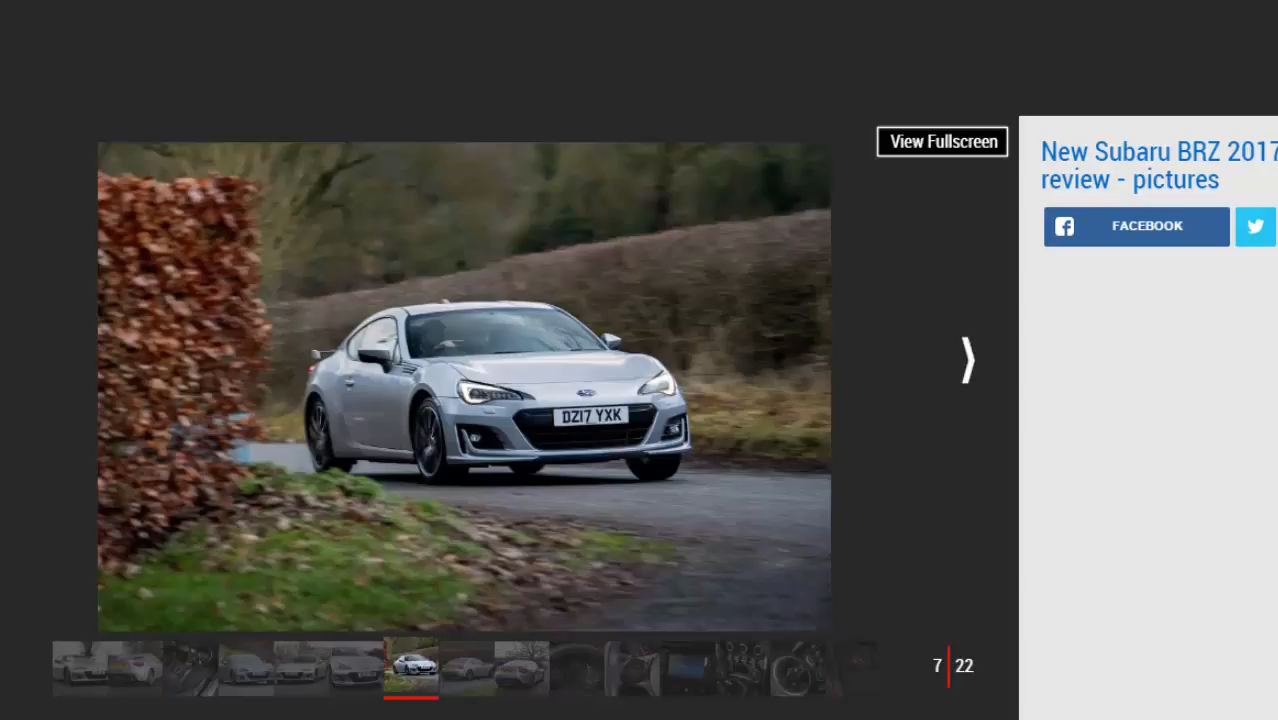 View Fullscreen
New Subaru BRZ 2017
review - pictures
FACEBOOK
DZ17 YXK
7 22